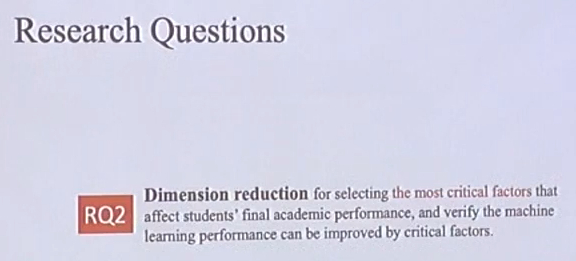 Research Questions
RQ2
Dimension reduction for selecting the most critical factors that
affect students' final academic performance, and verify the machine
learning performance can be improved by critical factors.